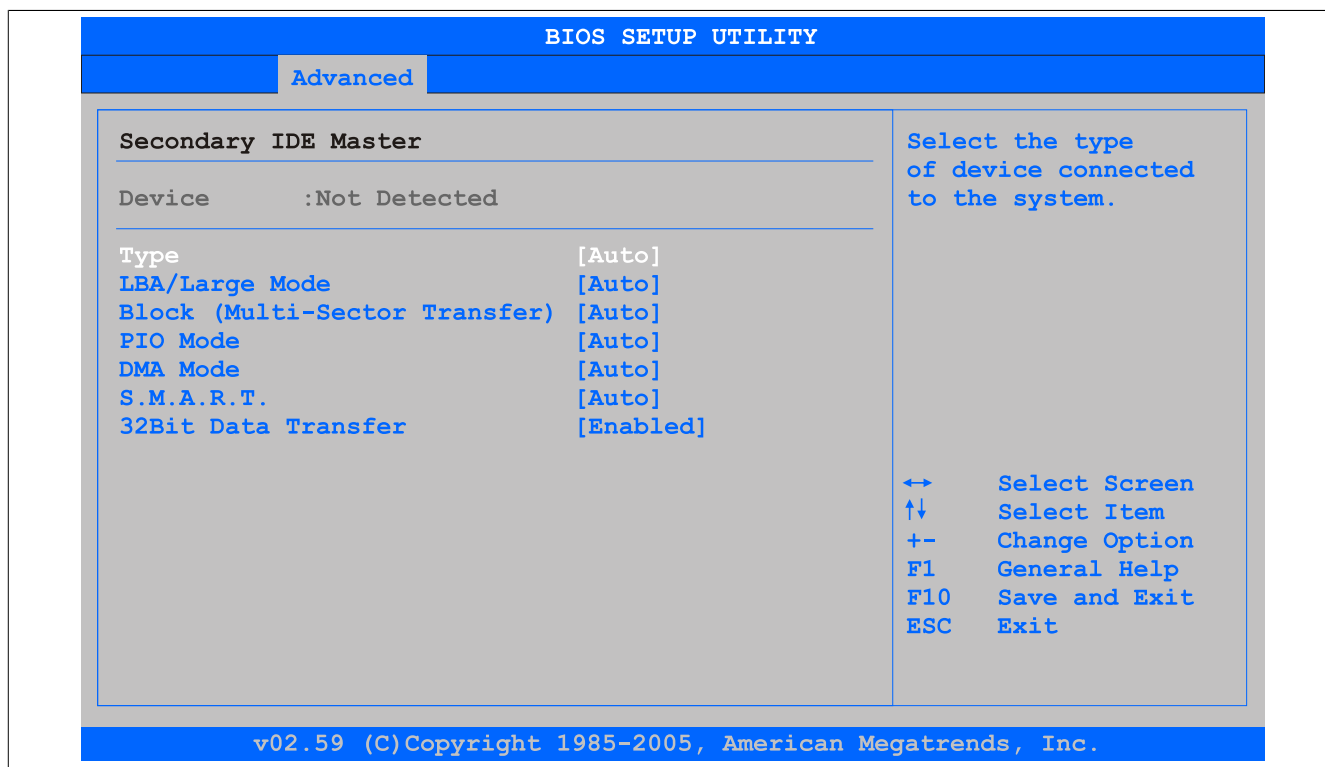 BIOS SETUP UTILITY
Advanced
Secondary IDE Master
Device :Not Detected
Type [Auto]
LBA/Large Mode [Auto]
Block (Multi-Sector Transfer) [Auto]
PIO Mode [Auto]
DMA Mode [Auto]
S.M.A.R.T. [Auto]
32Bit Data Transfer [Enabled]
Select the type
of device connected
to the system.
←→ Select Screen
↑↓ Select Item
+- Change Option
F1 General Help
F10 Save and Exit
ESC Exit
v02.59 (C)Copyright 1985-2005, American Megatrends, Inc.